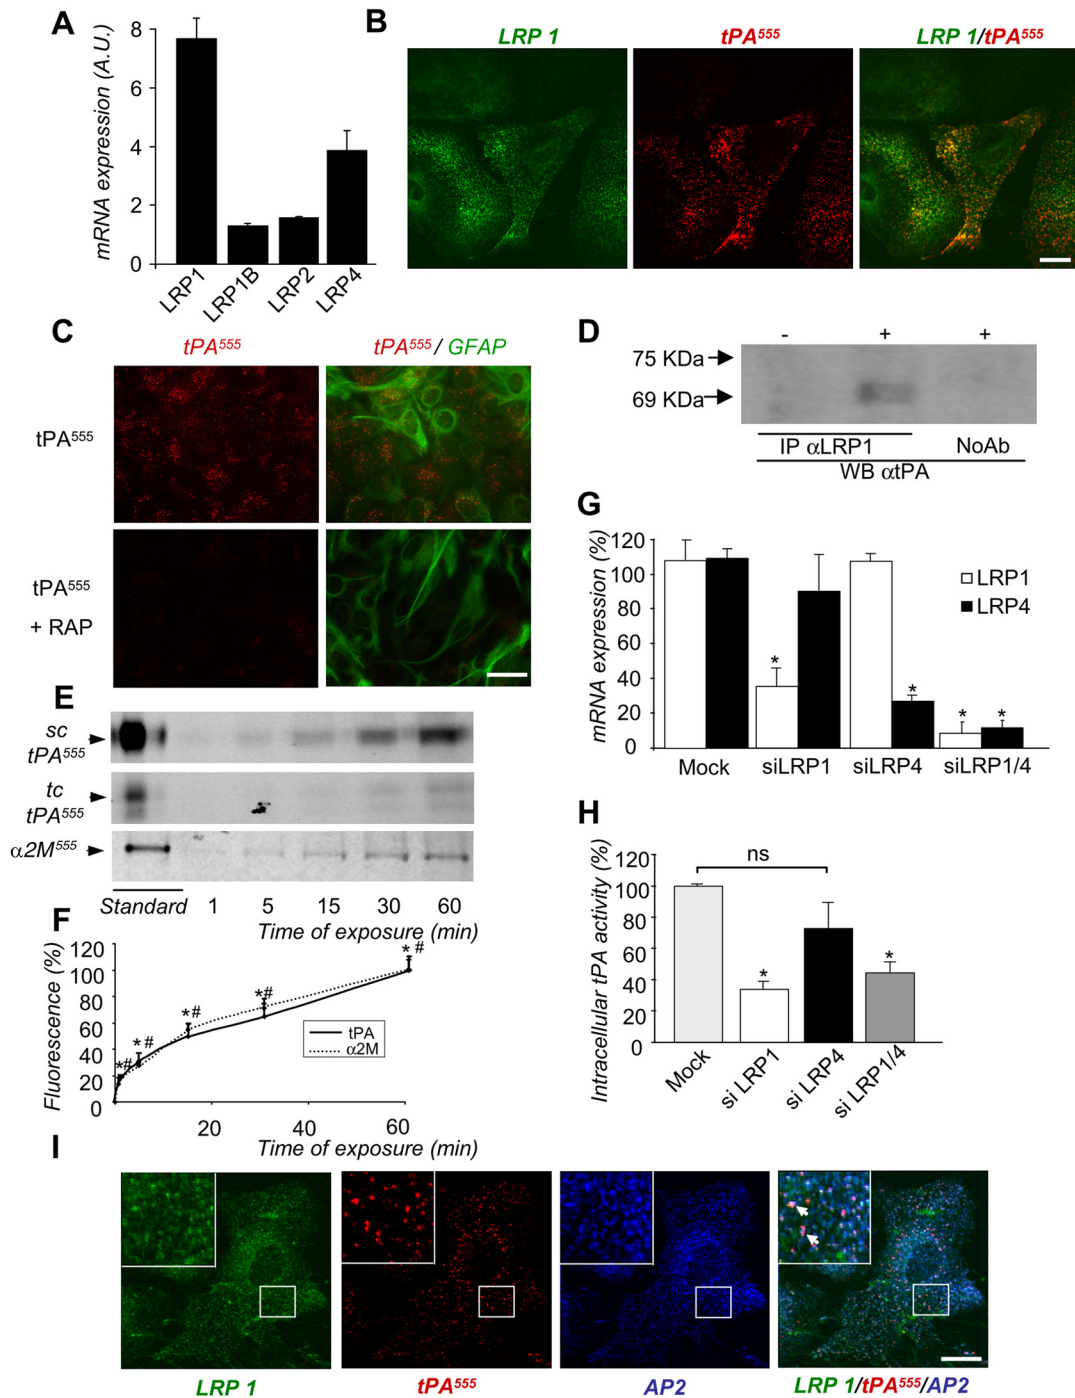 A
mRNA expression (A.U.)
8
6
4
2
0
LRP1
LRP1B
LRP2
LRP4
B
LRP 1
tPA555
LRP 1/tPA555
C
tPA555
tPA555/ GFAP
tPA555
tPA555
+ RAP
D
- + +
75 KDa
69 KDa
IP αLRP1
NoAb
WB αtPA
E
sc
tPA555
tc
tPA555
α2M555
Standard 1 5 15 30 60
Time of exposure (min)
F
Fluorescence (%)
120
100
80
60
40
20
0
*#
*#
*#
*#
*#
tPA
α2M
20 40 60
Time of exposure (min)
G
mRNA expression (%)
120
100
80
60
40
20
0
LRP1
LRP4
*
*
*
*
Mock
siLRP1
siLRP4
siLRP1/4
H
Intracellular tPA activity (%)
120
100
80
60
40
20
0
ns
*
*
Mock
si LRP1
si LRP4
si LRP1/4
I
LRP 1
tPA555
AP2
LRP 1/tPA555/AP2